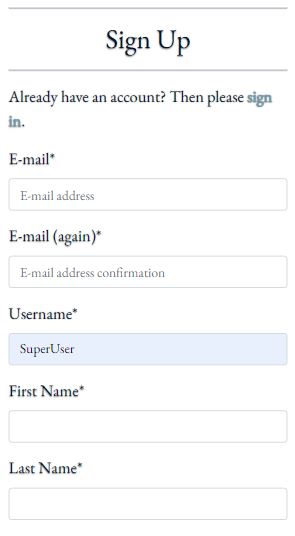 Sign Up
Already have an account? Then please sign
in.
E-mail*
E-mail address
E-mail (again)*
E-mail address confirmation
Username*
SuperUser
First Name*
Last Name*